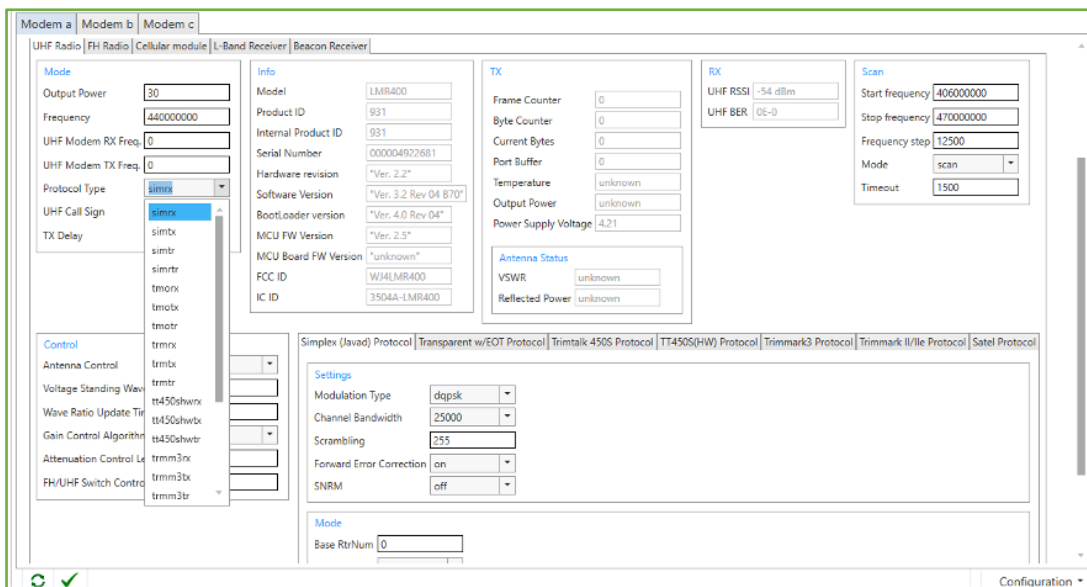 Modem a Modem b Modem c
UHF Radio FH Radio Cellular module L-Band Receiver Beacon Receiver
Mode
Output Power 30
Frequency 440000000
UHF Modem RX Freq. 0
UHF Modem TX Freq. 0
Protocol Type simrx
UHF Call Sign
TX Delay
simrx
simtx
simtr
simrtr
tmorx
tmotx
tmotr
trmrx
trmtx
trmtr
tt450shwrx
tt450shwtx
tt450shwtr
trmm3rx
trmm3tx
trmm3tr
Info
Model LMR400
Product ID 931
Internal Product ID 931
Serial Number 000004922681
Hardware revision "Ver. 2.2"
Software Version "Ver. 3.2 Rev 04 B70"
BootLoader version "Ver. 4.0 Rev 04"
MCU FW Version "Ver. 2.5"
MCU Board FW Version "unknown"
FCC ID WJ4LMR400
IC ID 3504A-LMR400
TX
Frame Counter 0
Byte Counter 0
Current Bytes 0
Port Buffer 0
Temperature unknown
Output Power unknown
Power Supply Voltage 4.21
Antenna Status
VSWR unknown
Reflected Power unknown
RX
UHF RSSI -54 dBm
UHF BER 0E-0
Scan
Start frequency 406000000
Stop frequency 470000000
Frequency step 12500
Mode scan
Timeout 1500
Control
Antenna Control
Voltage Standing Wav
Wave Ratio Update Ti
Gain Control Algorith
Attenuation Control Le
FH/UHF Switch Contro
Simplex (Javad) Protocol Transparent w/EOT Protocol Trimtalk 450S Protocol TT450S(HW) Protocol Trimmark3 Protocol Trimmark II/IIe Protocol Satel Protocol
Settings
Modulation Type dqpsk
Channel Bandwidth 25000
Scrambling 255
Forward Error Correction on
SNRM off
Mode
Base RtrNum 0
Configuration